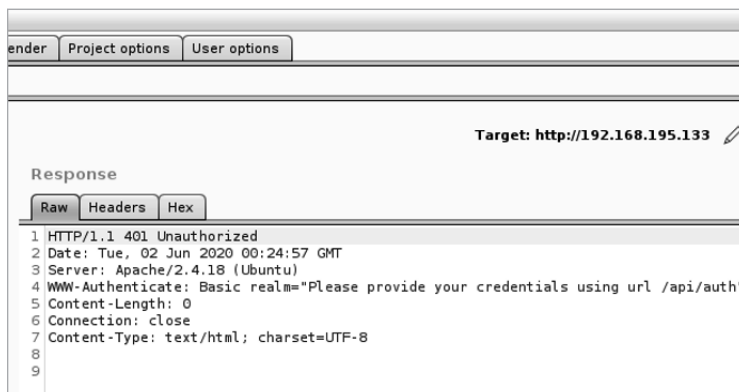 ender Project options User options
Target: http://192.168.195.133
Response
Raw Headers Hex
1 HTTP/1.1 401 Unauthorized
2 Date: Tue, 02 Jun 2020 00:24:57 GMT
3 Server: Apache/2.4.18 (Ubuntu)
4 WWW-Authenticate: Basic realm="Please provide your credentials using url /api/auth"
5 Content-Length: 0
6 Connection: close
7 Content-Type: text/html; charset=UTF-8
8
9